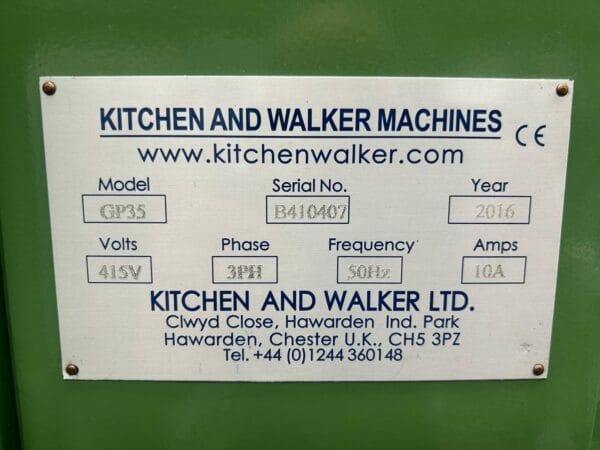 KITCHEN AND WALKER MACHINES CE
www.kitchenwalker.com
Model Serial No. Year
GP35 B410407 2016
Volts Phase Frequency Amps
415V 3PH 50Hz 10A
KITCHEN AND WALKER LTD.
Clwyd Close, Hawarden Ind. Park
Hawarden, Chester U.K., CH5 3PZ
Tel. +44 (0)1244 360148